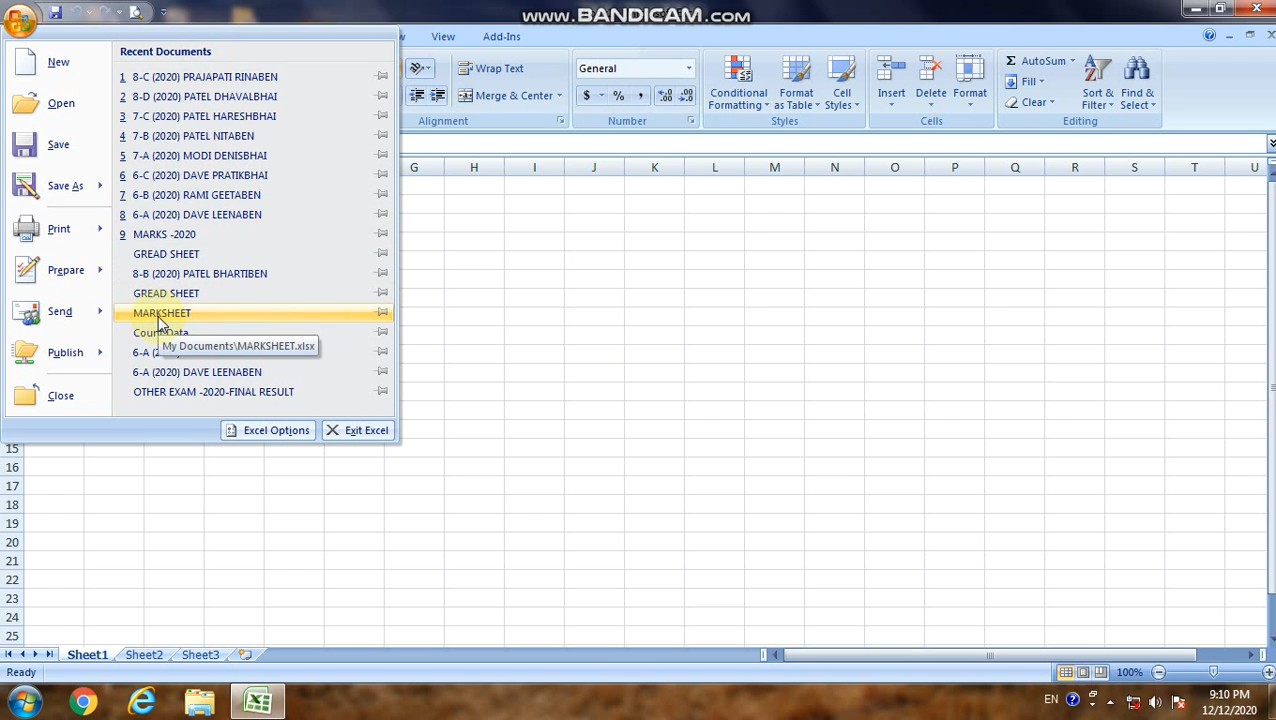 www.BANDICAM.com
View Add-Ins
Recent Documents
New
Open
Save
Save As
Print
Prepare
Send
Publish
Close
1 8-C (2020) PRAJAPATI RINABEN
2 8-D (2020) PATEL DHAVALBHAI
3 7-C (2020) PATEL HARESHBHAI
4 7-B (2020) PATEL NITABEN
5 7-A (2020) MODI DENISBHAI
6 6-C (2020) DAVE PRATIKBHAI
7 6-B (2020) RAMI GEETABEN
8 6-A (2020) DAVE LEENABEN
9 MARKS -2020
GREAD SHEET
8-B (2020) PATEL BHARTIBEN
GREAD SHEET
MARKSHEET
My Documents\MARKSHEET.xlsx
6-A
6-A (2020) DAVE LEENABEN
OTHER EXAM -2020-FINAL RESULT
Excel Options Exit Excel
Wrap Text
Merge & Center
Alignment
General
$ % ,
Number
Conditional Formatting
Format as Table
Cell Styles
Styles
Insert Delete Format
Cells
AutoSum
Fill
Clear
Sort & Filter
Find & Select
Editing
G H I J K L M N O P Q R S T U
15
16
17
18
19
20
21
22
23
24
25
Sheet1 Sheet2 Sheet3
Ready 100%
EN 9:10 PM
12/12/2020